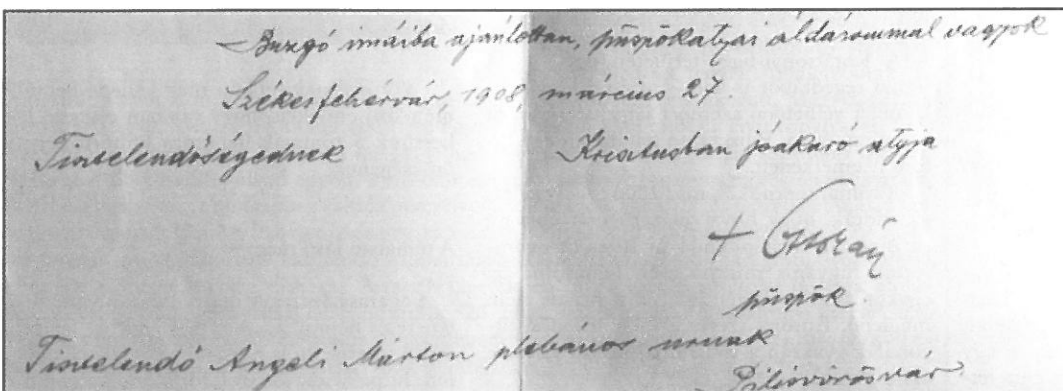 Buzgó imáiba ajánlottan, püspökatyai áldásommal vagyok
Székesfehérvár, 1908, március 27.
Tisztelendőségednek
Krisztusban jóakaró atyja
+ Ottokár
püspök.
Tisztelendő Angeli Márton plébános urnak
Pilisvörösvár